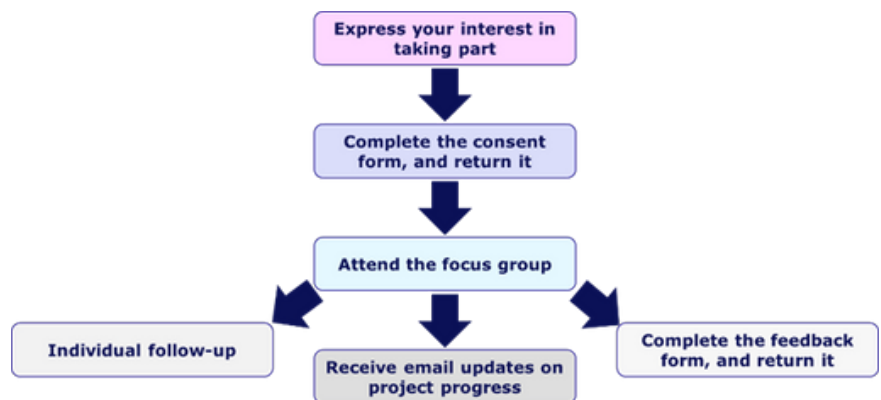 Express your interest in
taking part
Complete the consent
form, and return it
Attend the focus group
Individual follow-up
Receive email updates on
project progress
Complete the feedback
form, and return it